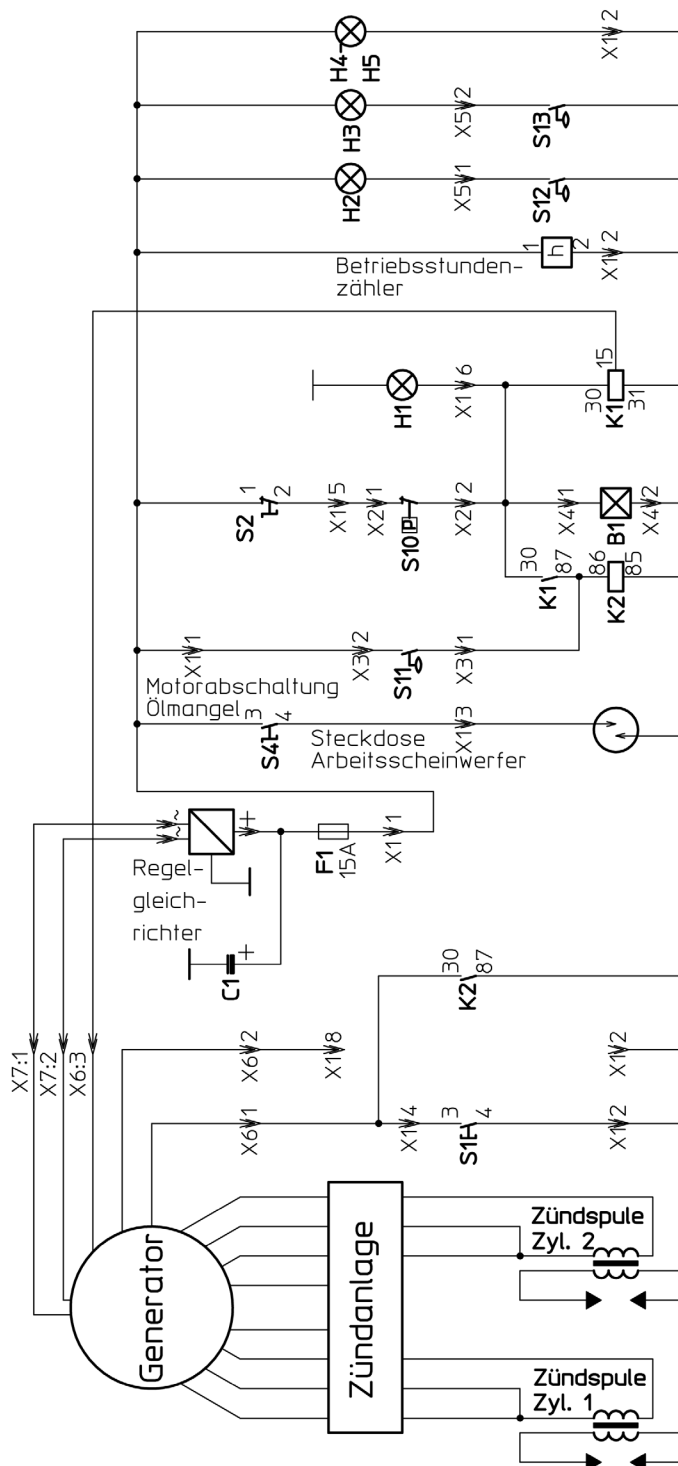 H4-
H5
X1 2
H3
X5 2
S13
H2
X5 1
S12
1
h
2
Betriebsstunden-
zähler
X1 2
15
30
31
K1
H1
X1 6
1
2
S2
X1 5
X2 1
P
S10
X2 2
X4 1
B1
X4 2
30
87
K1
86
85
K2
X1 1
X3 2
S11
X3 1
Motorabschaltung
Ölmangel
3
4
S4
X1 3
Steckdose
Arbeitsscheinwerfer
~
~
+
Regel-
gleich-
richter
F1
15A
X1 1
+
C1
30
87
K2
X7:1
X7:2
X6:3
X6 2
X1 8
X1 2
X6 1
X1 4
3
4
S1
X1 2
Generator
Zündanlage
Zündspule
Zyl. 2
Zündspule
Zyl. 1